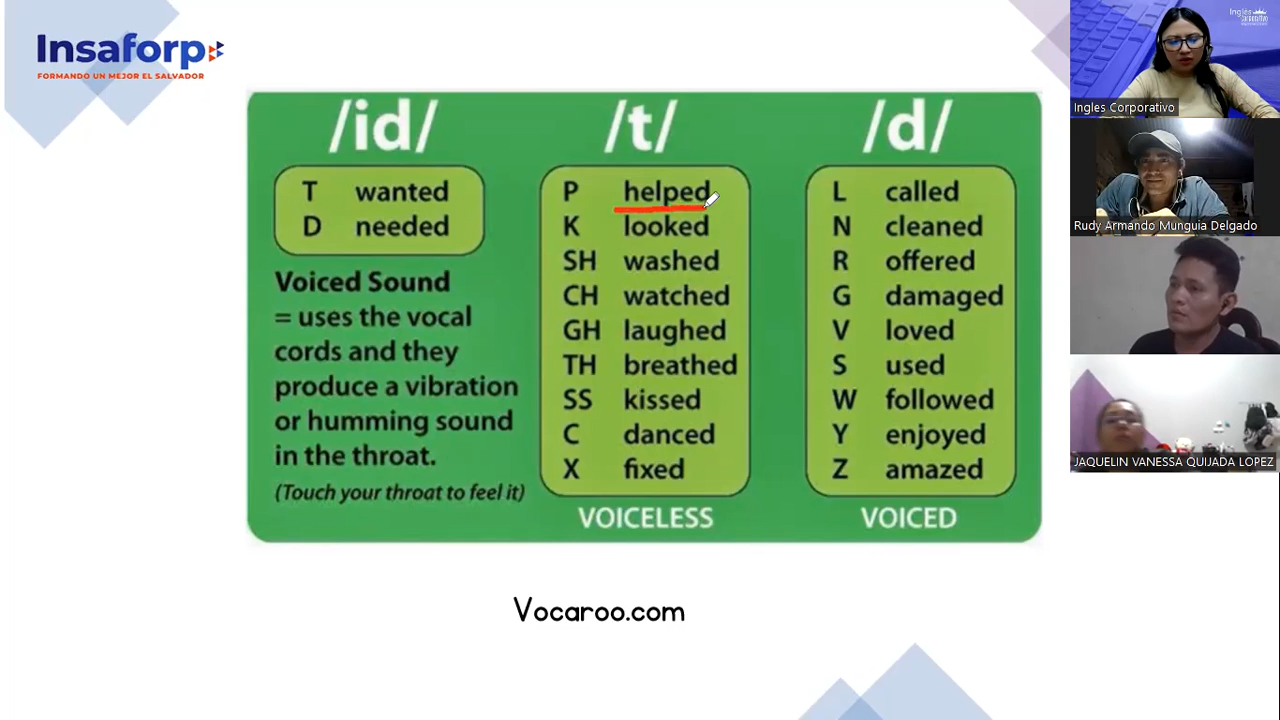 Insaforp
FORMANDO UN MEJOR EL SALVADOR
/id/
T wanted
D needed
Voiced Sound
= uses the vocal
cords and they
produce a vibration
or humming sound
in the throat.
(Touch your throat to feel it)
/t/
P helped
K looked
SH washed
CH watched
GH laughed
TH breathed
SS kissed
C danced
X fixed
VOICELESS
/d/
L called
N cleaned
R offered
G damaged
V loved
S used
W followed
Y enjoyed
Z amazed
VOICED
Vocaroo.com
Ingles Corporativo
Rudy Armando Munguia Delgado
JAQUELIN VANESSA QUIJADA LOPEZ